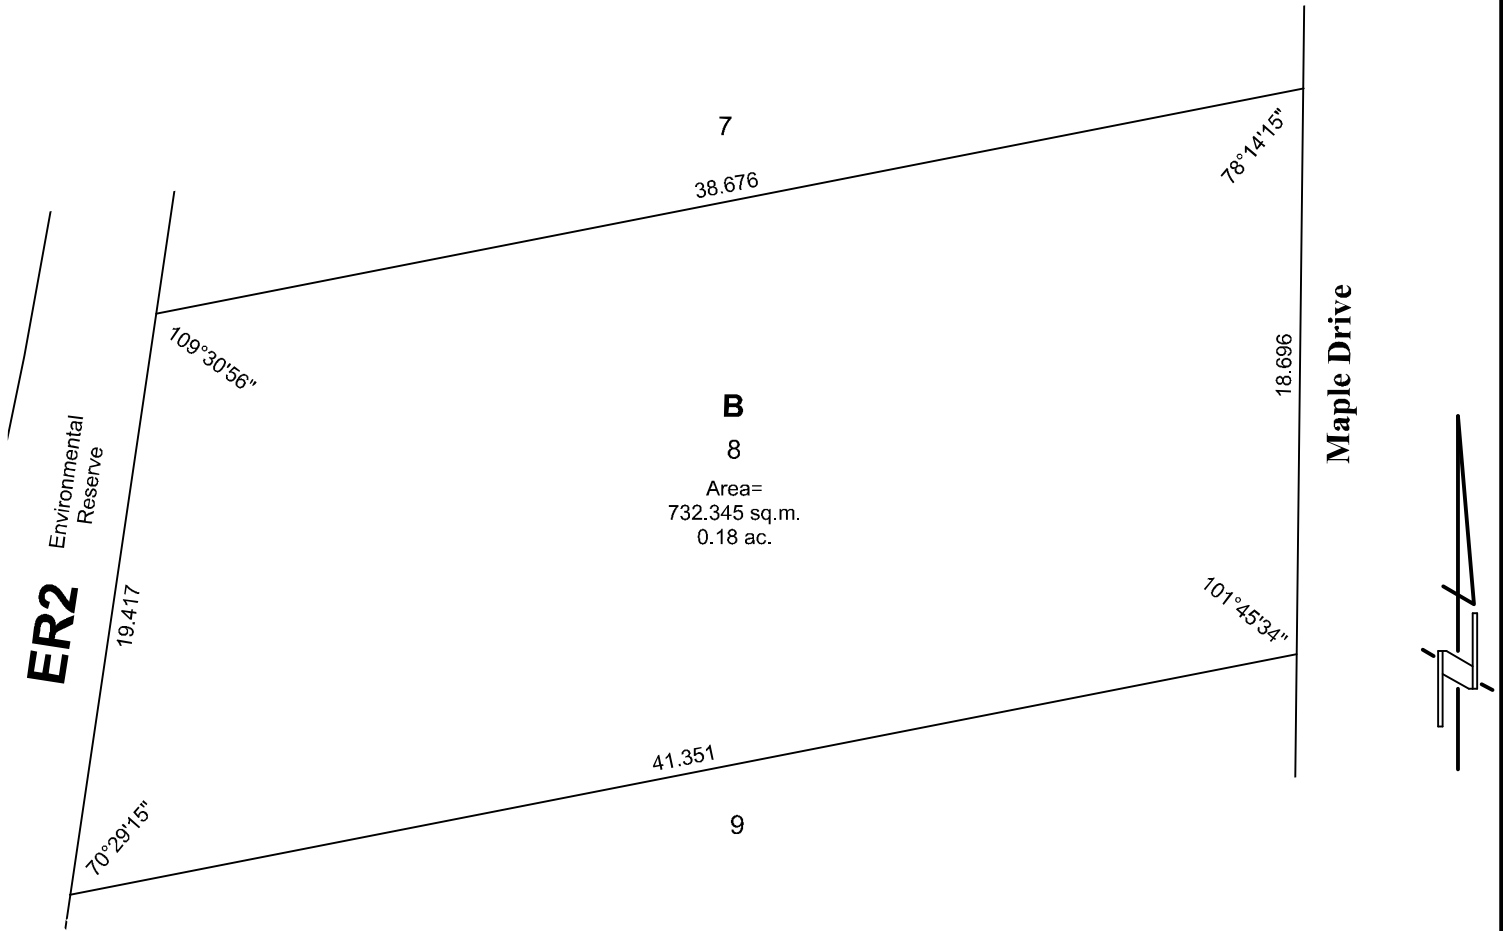 7
38.676
78°14'15"
109°30'56"
18.696
Maple Drive
B
8
Area=
732.345 sq.m.
0.18 ac.
Environmental
Reserve
ER2
19.417
101°45'34"
41.351
70°29'15"
9